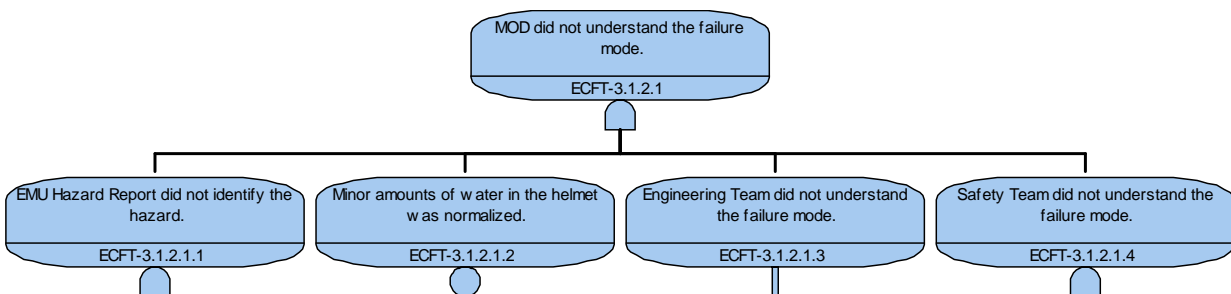 MOD did not understand the failure
mode.
ECFT-3.1.2.1
EMU Hazard Report did not identify the
hazard.
ECFT-3.1.2.1.1
Minor amounts of water in the helmet
was normalized.
ECFT-3.1.2.1.2
Engineering Team did not understand
the failure mode.
ECFT-3.1.2.1.3
Safety Team did not understand the
failure mode.
ECFT-3.1.2.1.4